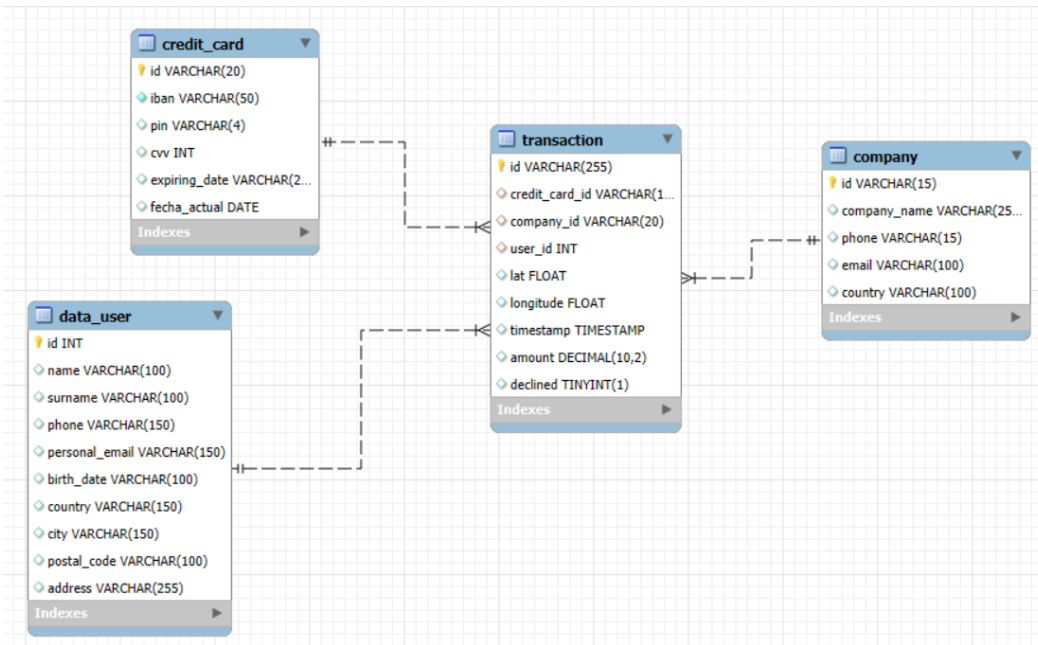 credit_card
id VARCHAR(20)
iban VARCHAR(50)
pin VARCHAR(4)
cvv INT
expiring_date VARCHAR(2...
fecha_actual DATE
Indexes
data_user
id INT
name VARCHAR(100)
surname VARCHAR(100)
phone VARCHAR(150)
personal_email VARCHAR(150)
birth_date VARCHAR(100)
country VARCHAR(150)
city VARCHAR(150)
postal_code VARCHAR(100)
address VARCHAR(255)
Indexes
transaction
id VARCHAR(255)
credit_card_id VARCHAR(1...
company_id VARCHAR(20)
user_id INT
lat FLOAT
longitude FLOAT
timestamp TIMESTAMP
amount DECIMAL(10,2)
declined TINYINT(1)
Indexes
company
id VARCHAR(15)
company_name VARCHAR(25...
phone VARCHAR(15)
email VARCHAR(100)
country VARCHAR(100)
Indexes